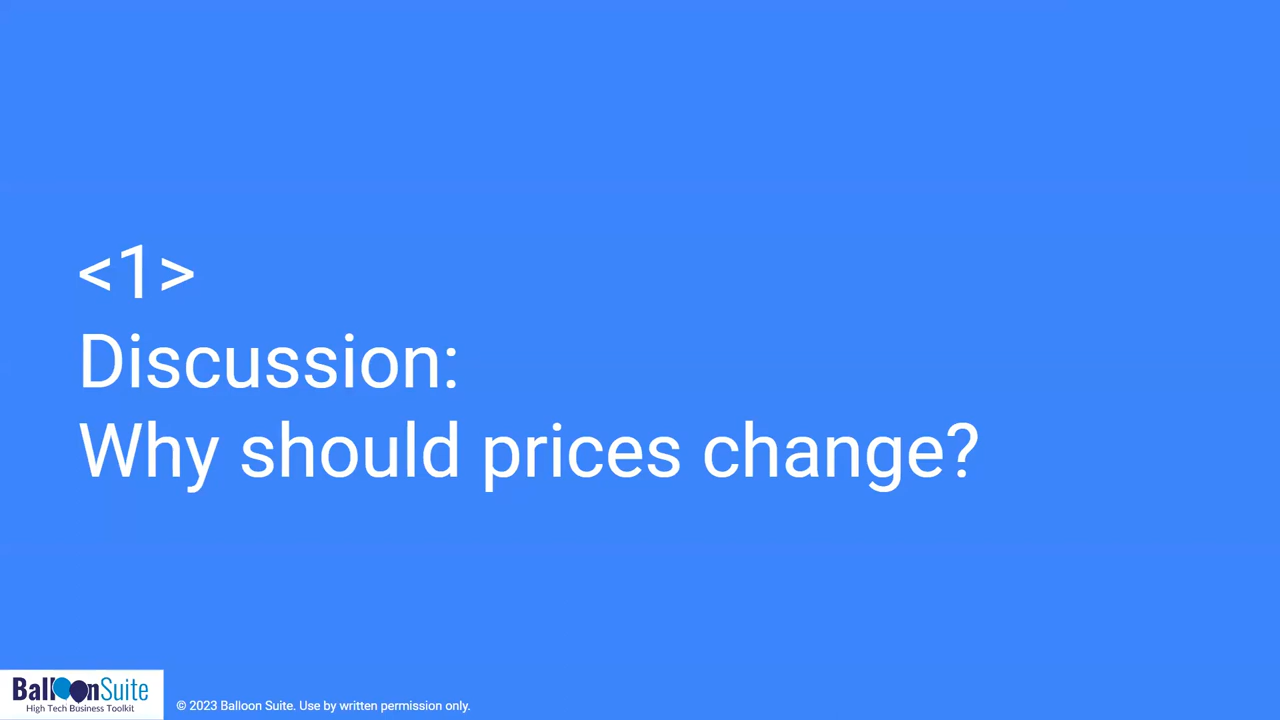 <1>
Discussion:
Why should prices change?
BalloonSuite
High Tech Business Toolkit
© 2023 Balloon Suite. Use by written permission only.